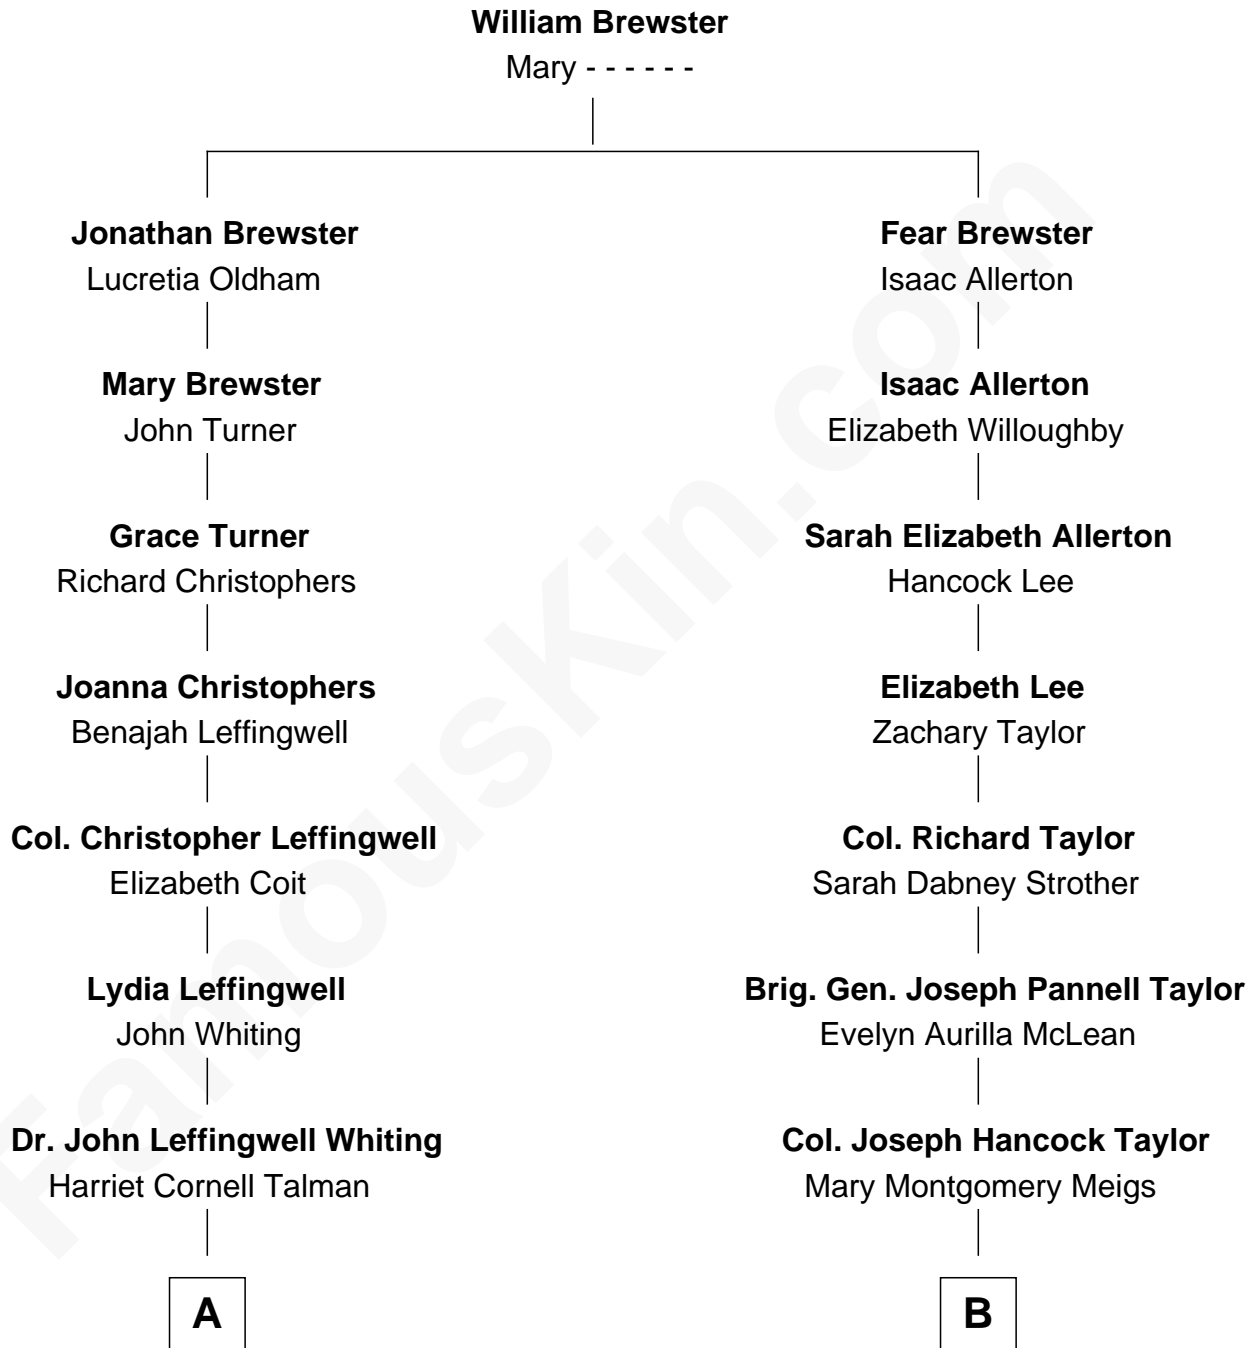 William Brewster
Mary - - - - - -
Jonathan Brewster
Lucretia Oldham
Fear Brewster
Isaac Allerton
Mary Brewster
John Turner
Isaac Allerton
Elizabeth Willoughby
Grace Turner
Richard Christophers
Sarah Elizabeth Allerton
Hancock Lee
Joanna Christophers
Benajah Leffingwell
Elizabeth Lee
Zachary Taylor
Col. Christopher Leffingwell
Elizabeth Coit
Col. Richard Taylor
Sarah Dabney Strother
Lydia Leffingwell
John Whiting
Brig. Gen. Joseph Pannell Taylor
Evelyn Aurilla McLean
Dr. John Leffingwell Whiting
Harriet Cornell Talman
Col. Joseph Hancock Taylor
Mary Montgomery Meigs
A
B
FamousKin.com